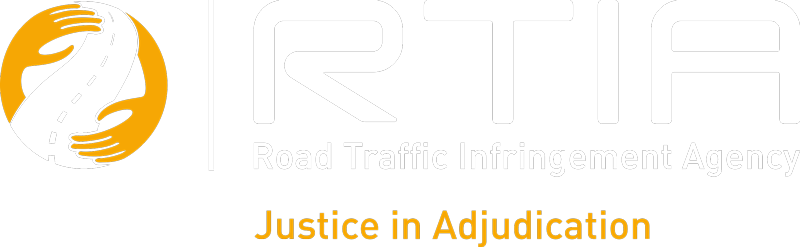 RTIA
Road Traffic Infringement Agency
Justice in Adjudication